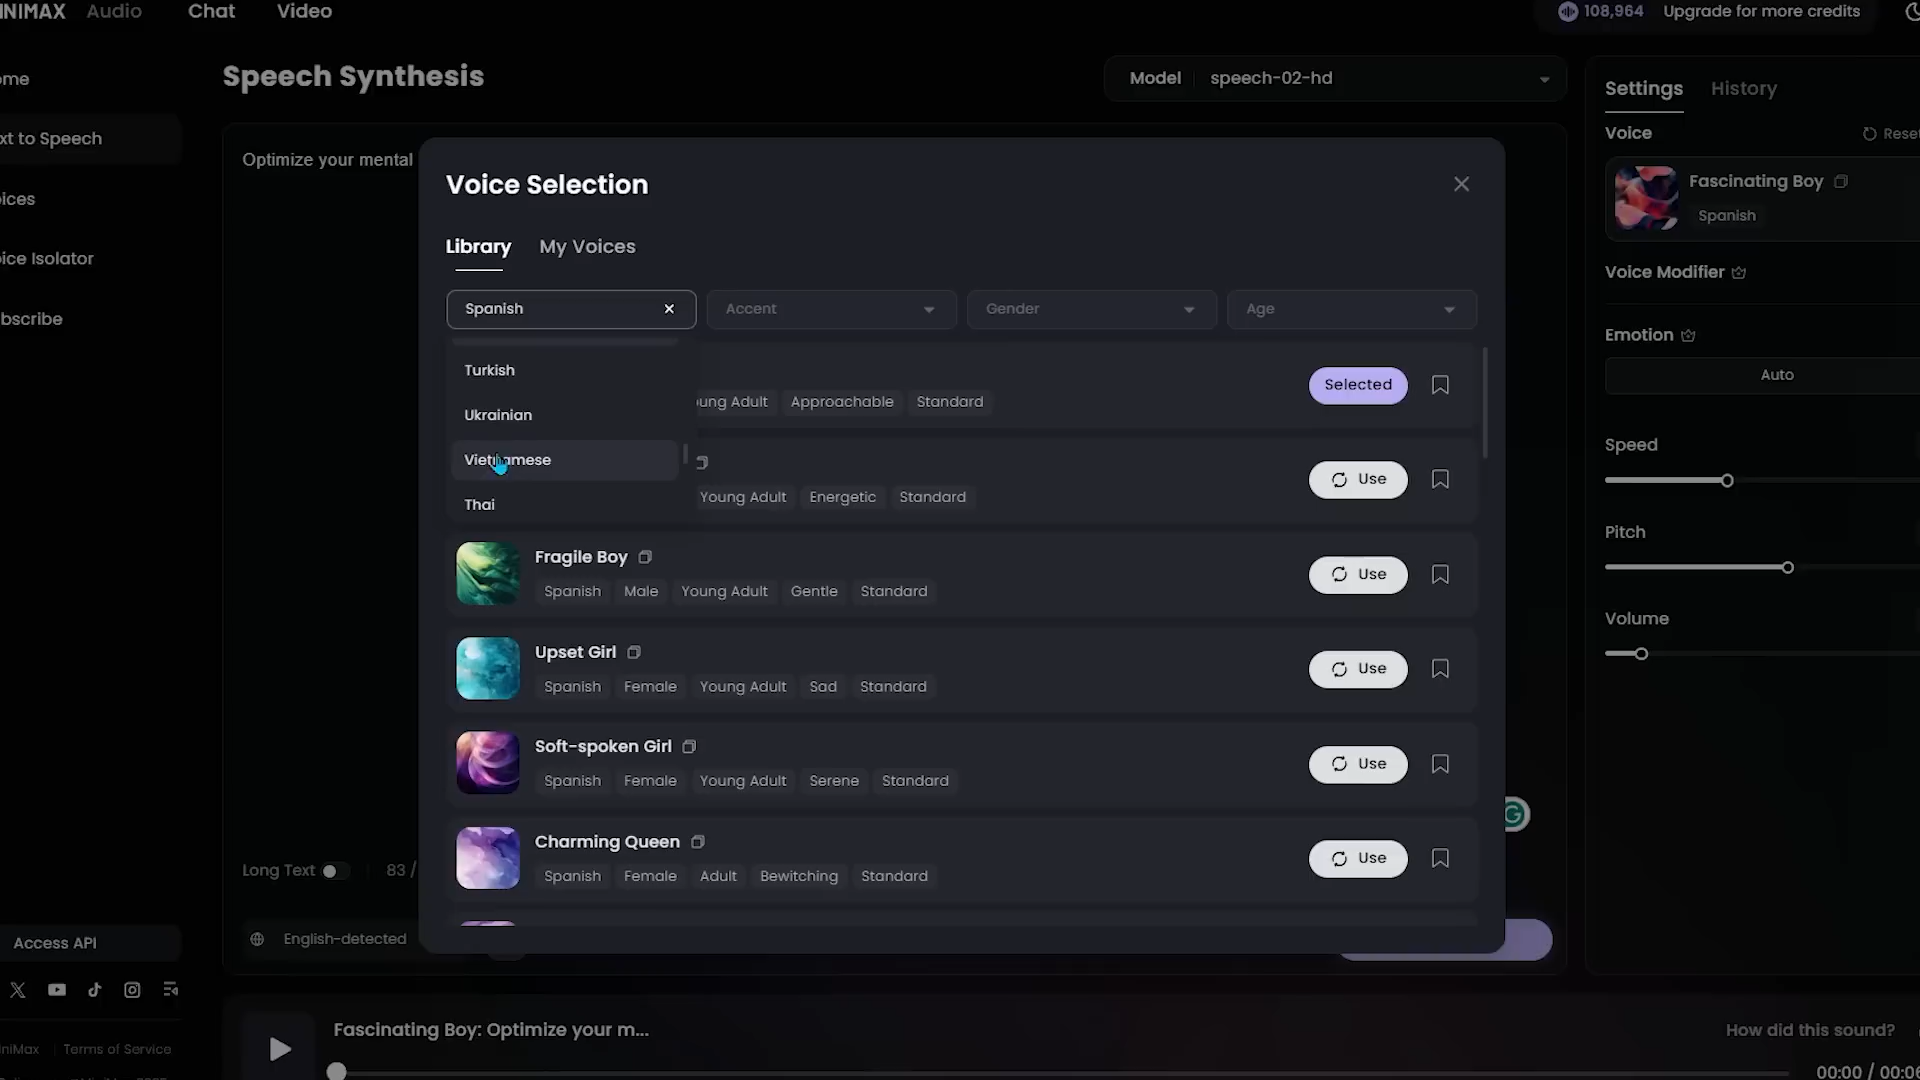 NIMAX Audio Chat Video
108,964 Upgrade for more credits
ome
xt to Speech
ices
ice Isolator
bscribe
Access API
niMax Terms of Service
Speech Synthesis
Model speech-02-hd
Optimize your mental
Long Text 83 /
English-detected
Voice Selection
Library My Voices
Spanish Accent Gender Age
Turkish
Ukrainian
Vietnamese
Thai
ung Adult Approachable Standard
Selected
Young Adult Energetic Standard
Use
Fragile Boy
Spanish Male Young Adult Gentle Standard
Use
Upset Girl
Spanish Female Young Adult Sad Standard
Use
Soft-spoken Girl
Spanish Female Young Adult Serene Standard
Use
Charming Queen
Spanish Female Adult Bewitching Standard
Use
Settings History
Voice Reset
Fascinating Boy
Spanish
Voice Modifier
Emotion
Auto
Speed
Pitch
Volume
Fascinating Boy: Optimize your m...
How did this sound?
00:00 / 00:06